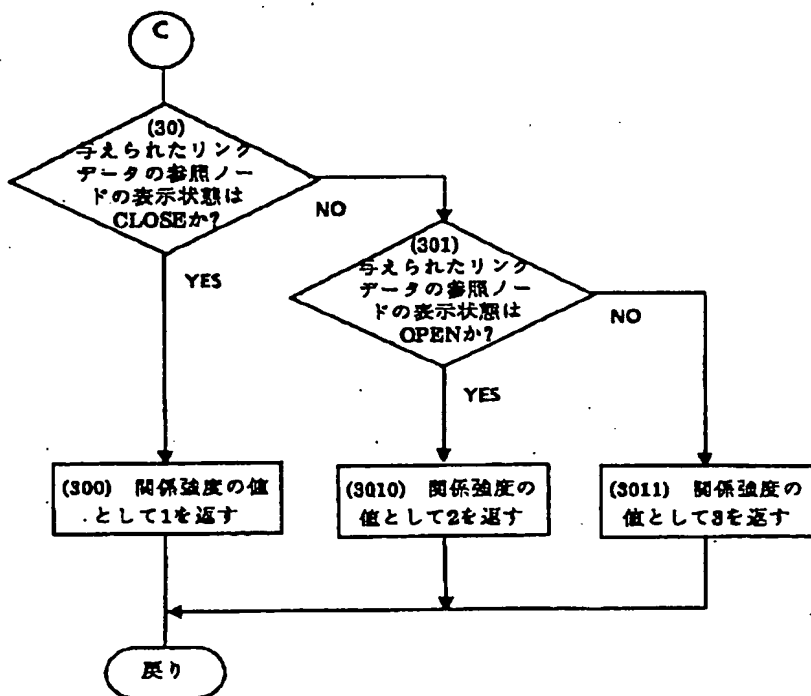 C
(30)
与えられたリンク
データの参照ノー
ドの表示状態は
CLOSEか?
NO
YES
(301)
与えられたリンク
データの参照ノー
ドの表示状態は
OPENか?
NO
YES
(300) 関係強度の値
として1を返す
(3010) 関係強度の
値として2を返す
(3011) 関係強度の
値として3を返す
戻り